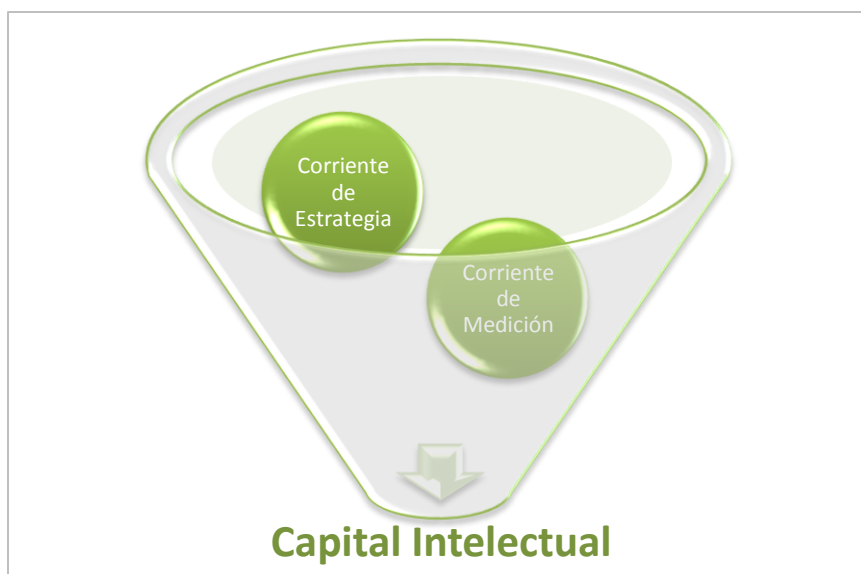 Corriente
de
Estrategia
Corriente
de
Medición
Capital Intelectual